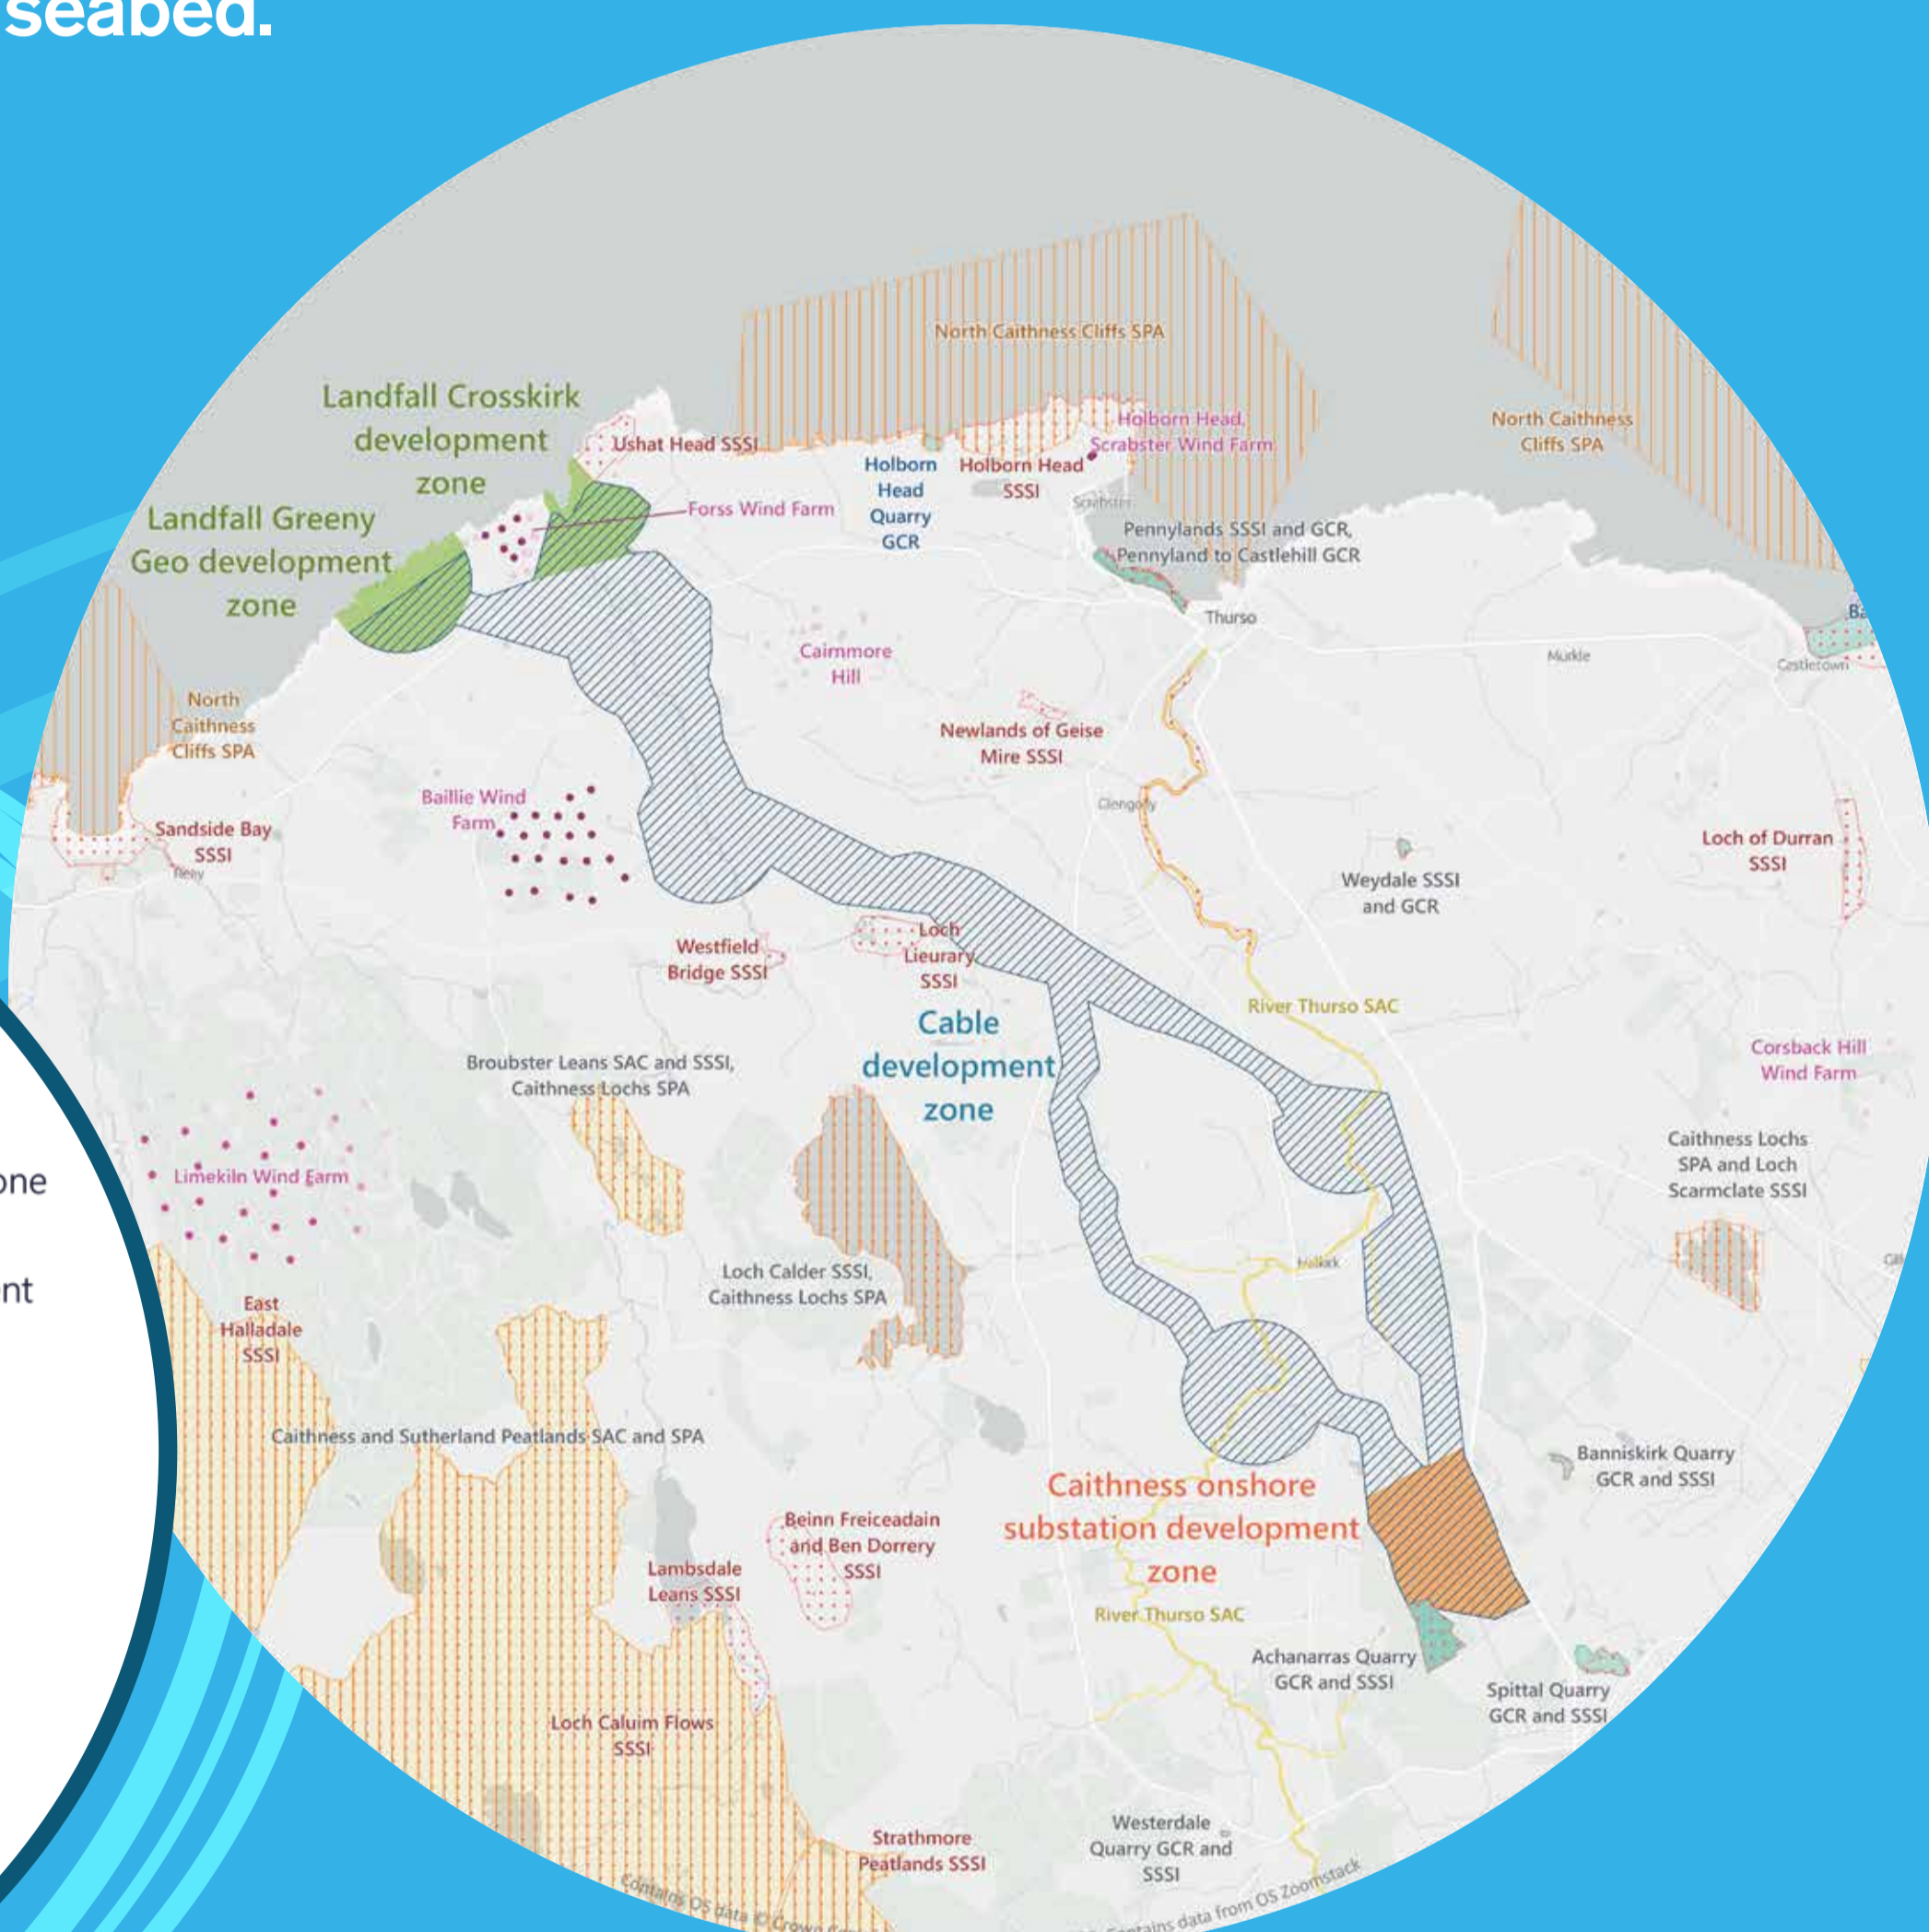 seabed.
North Caithness Cliffs SPA
Landfall Crosskirk
development
zone
Ushat Head SSSI
Holborn Head,
Scrabster Wind Farm
North Caithness
Cliffs SPA
Holborn
Head
Quarry
GCR
Holborn Head
SSSI
Scrabster
Landfall Greeny
Geo development
zone
Forss Wind Farm
Pennylands SSSI and GCR,
Pennyland to Castlehill GCR
Thurso
Murkle
Castletown
Cairnmore
Hill
North
Caithness
Cliffs SPA
Newlands of Geise
Mire SSSI
Baillie Wind
Farm
Glengolly
Sandside Bay
SSSI
Reay
Loch of Durran
SSSI
Weydale SSSI
and GCR
Westfield
Bridge SSSI
Loch
Lieurary
SSSI
River Thurso SAC
Cable
development
zone
Corsback Hill
Wind Farm
Broubster Leans SAC and SSSI,
Caithness Lochs SPA
Caithness Lochs
SPA and Loch
Scarmclate SSSI
one
Limekiln Wind Farm
nt
Halkirk
Loch Calder SSSI,
Caithness Lochs SPA
East
Halladale
SSSI
Caithness and Sutherland Peatlands SAC and SPA
Banniskirk Quarry
GCR and SSSI
Caithness onshore
substation development
zone
Beinn Freiceadain
and Ben Dorrery
SSSI
Lambsdale
Leans SSSI
River Thurso SAC
Achanarras Quarry
GCR and SSSI
Spittal Quarry
GCR and SSSI
Loch Caluim Flows
SSSI
Westerdale
Quarry GCR and
SSSI
Strathmore
Peatlands SSSI
Contains OS data © Crown
ntains data from OS Zoomstack